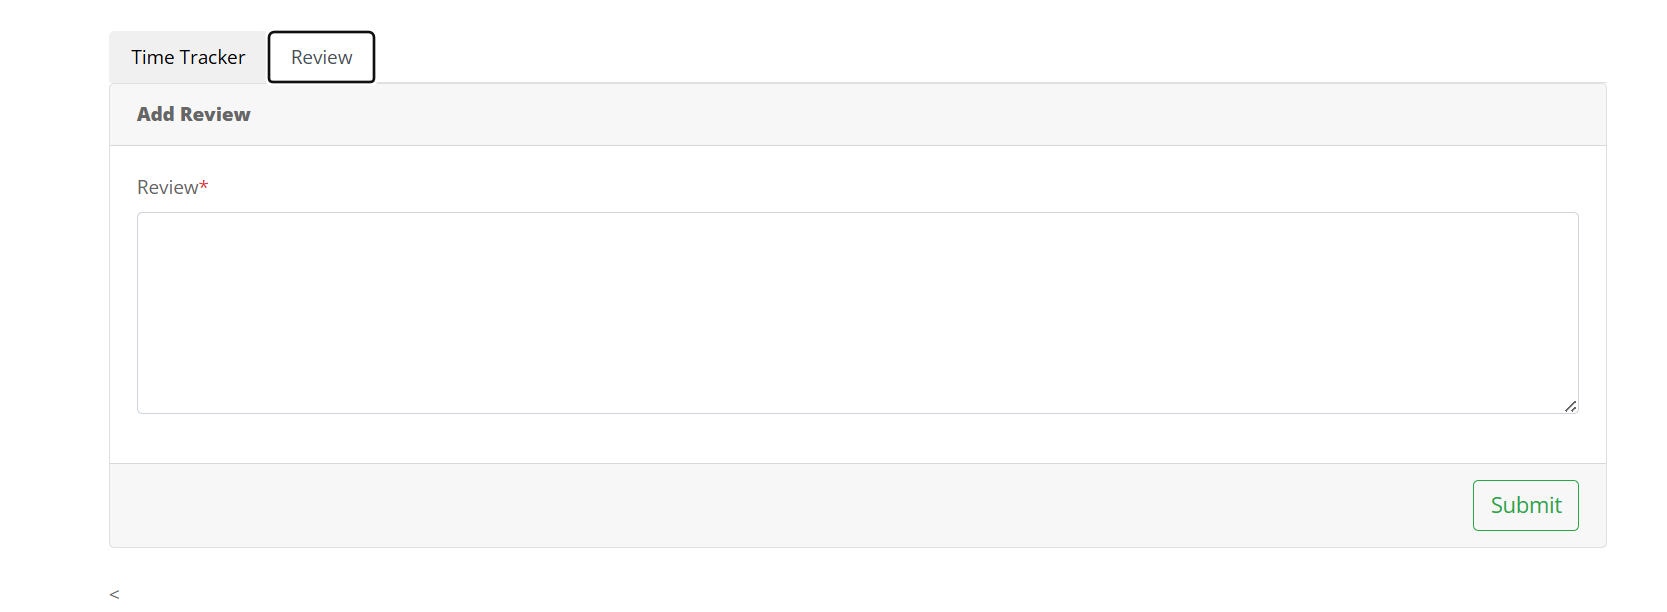 Time Tracker Review
Add Review
Review*
Submit
<